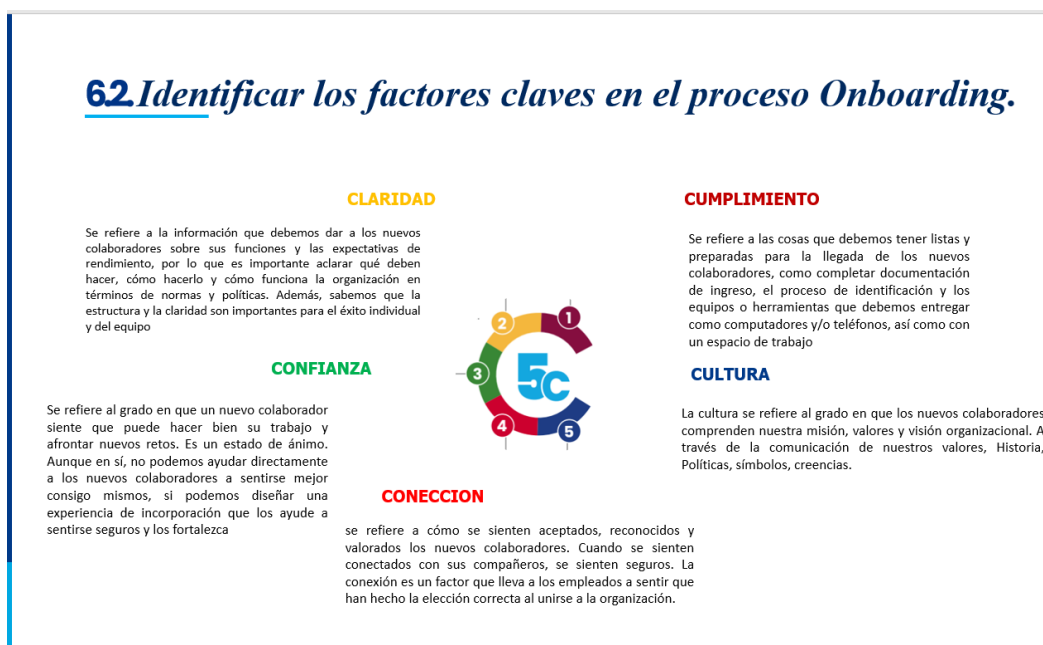 6.2. Identificar los factores claves en el proceso Onboarding.
CLARIDAD
Se refiere a la información que debemos dar a los nuevos
colaboradores sobre sus funciones y las expectativas de
rendimiento, por lo que es importante aclarar qué deben
hacer, cómo hacerlo y cómo funciona la organización en
términos de normas y políticas. Además, sabemos que la
estructura y la claridad son importantes para el éxito individual
y del equipo
CUMPLIMIENTO
Se refiere a las cosas que debemos tener listas y
preparadas para la llegada de los nuevos
colaboradores, como completar documentación
de ingreso, el proceso de identificación y los
equipos o herramientas que debemos entregar
como computadores y/o teléfonos, así como con
un espacio de trabajo
1
2
3
4
5
5c
CONFIANZA
Se refiere al grado en que un nuevo colaborador
siente que puede hacer bien su trabajo y
afrontar nuevos retos. Es un estado de ánimo.
Aunque en sí, no podemos ayudar directamente
a los nuevos colaboradores a sentirse mejor
consigo mismos, si podemos diseñar una
experiencia de incorporación que los ayude a
sentirse seguros y los fortalezca
CULTURA
La cultura se refiere al grado en que los nuevos colaboradores
comprenden nuestra misión, valores y visión organizacional. A
través de la comunicación de nuestros valores, Historia,
Políticas, símbolos, creencias.
CONECCION
se refiere a cómo se sienten aceptados, reconocidos y
valorados los nuevos colaboradores. Cuando se sienten
conectados con sus compañeros, se sienten seguros. La
conexión es un factor que lleva a los empleados a sentir que
han hecho la elección correcta al unirse a la organización.